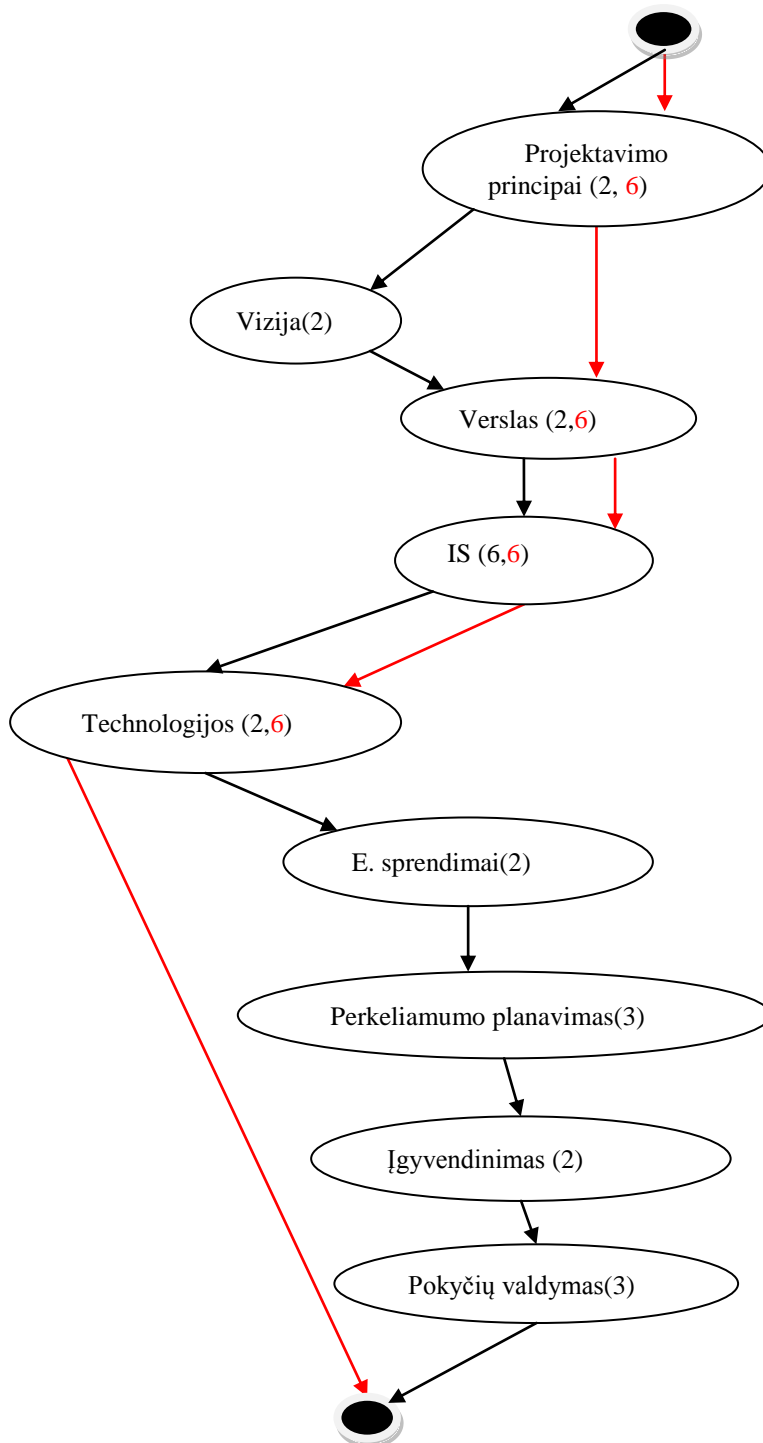 Projektavimo
principai (2, 6)
Vizija(2)
Verslas (2,6)
IS (6,6)
Technologijos (2,6)
E. sprendimai(2)
Perkeliamumo planavimas(3)
Įgyvendinimas (2)
Pokyčių valdymas(3)